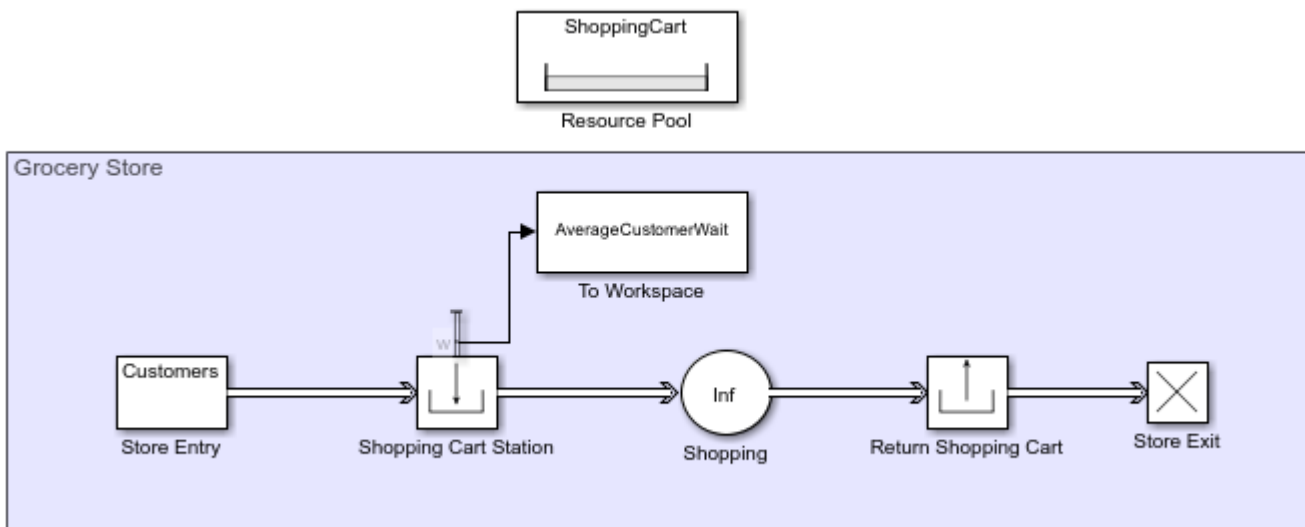 ShoppingCart
Resource Pool
Grocery Store
AverageCustomerWait
To Workspace
w
Customers
Inf
Store Entry
Shopping Cart Station
Shopping
Return Shopping Cart
Store Exit